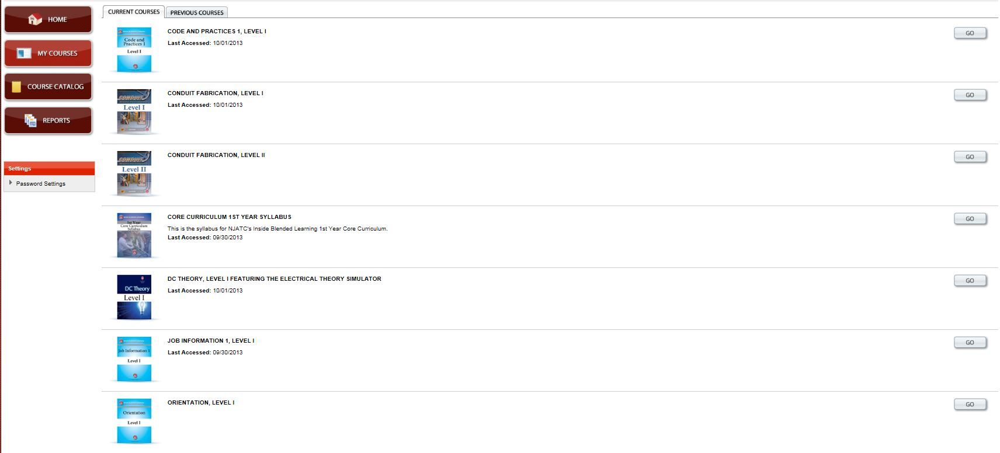 HOME
MY COURSES
COURSE CATALOG
REPORTS
Settings
Password Settings
CURRENT COURSES
PREVIOUS COURSES
Code and
Practices 1
Level I
CODE AND PRACTICES 1, LEVEL I
Last Accessed: 10/01/2013
GO
CONDUIT
Level I
CONDUIT FABRICATION, LEVEL I
Last Accessed: 10/01/2013
GO
CONDUIT
Level II
CONDUIT FABRICATION, LEVEL II
GO
1st Year
Core Curriculum
Syllabus
CORE CURRICULUM 1ST YEAR SYLLABUS
This is the syllabus for NJATC's Inside Blended Learning 1st Year Core Curriculum.
Last Accessed: 09/30/2013
GO
DC Theory
Level I
DC THEORY, LEVEL I FEATURING THE ELECTRICAL THEORY SIMULATOR
Last Accessed: 10/01/2013
GO
Job Information 1
Level I
JOB INFORMATION 1, LEVEL I
Last Accessed: 09/30/2013
GO
Orientation
Level I
ORIENTATION, LEVEL I
GO